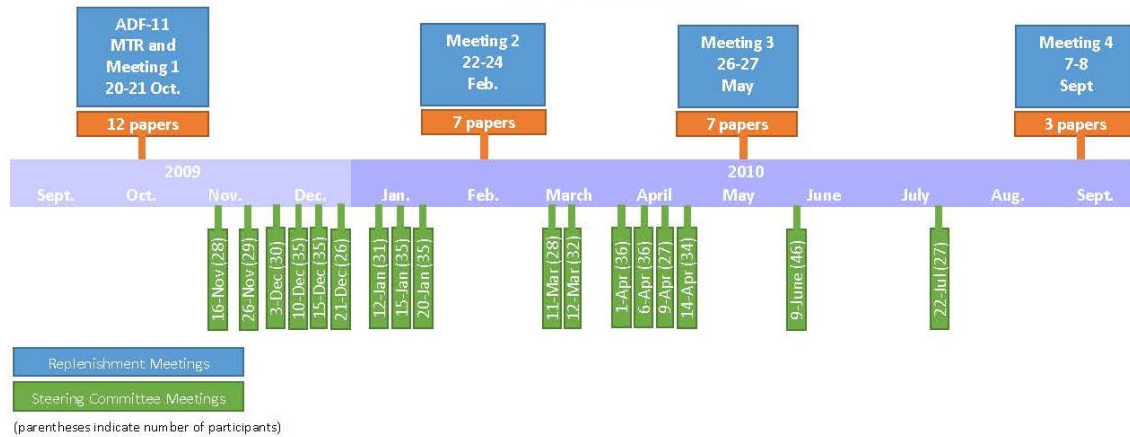 ADF-11
MTR and
Meeting 1
20-21 Oct.
12 papers
Meeting 2
22-24
Feb.
7 papers
Meeting 3
26-27
May
7 papers
Meeting 4
7-8
Sept
3 papers
2009
2010
Sept.
Oct.
Nov.
Dec.
Jan.
Feb.
March
April
May
June
July
Aug.
Sept.
16-Nov (28)
26-Nov (29)
3-Dec (30)
10-Dec (35)
15-Dec (35)
21-Dec (26)
12-Jan (31)
15-Jan (35)
20-Jan (35)
11-Mar (28)
12-Mar (32)
1-Apr (36)
6-Apr (36)
9-Apr (27)
14-Apr (34)
9-June (46)
22-Jul (27)
Replenishment Meetings
Steering Committee Meetings
(parentheses indicate number of participants)